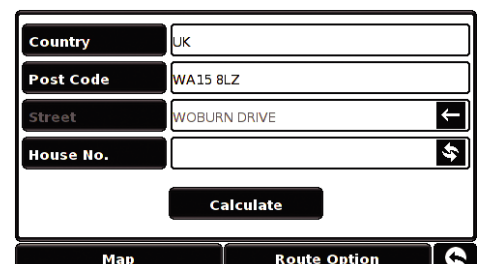 Country UK
Post Code WA15 8LZ
Street WOBURN DRIVE
House No.
Calculate
Map Route Option